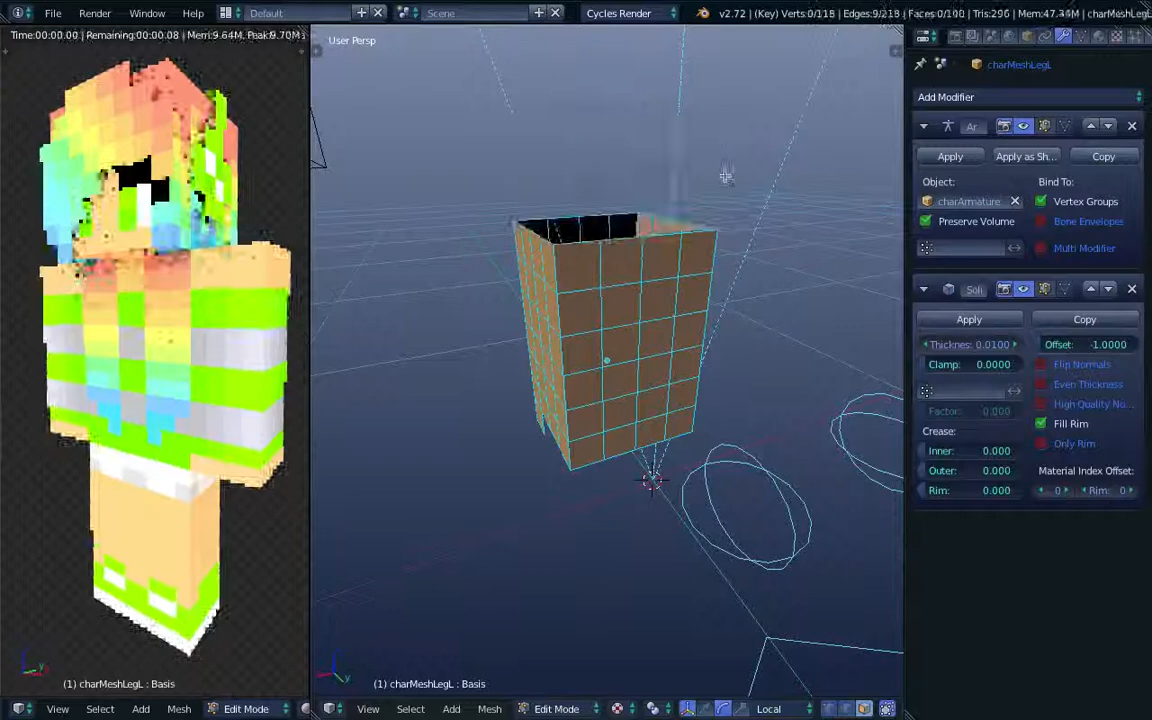 File Render Window Help Default Scene Cycles Render v2.72 | (Key) Verts:0/118 | Edges:9/218 | Faces:0/100 | Tris:296 | Mem:47.34M | charMeshLegL
Time:00:00.00 | Remaining:00:00.08 | Mem:9.64M, Peak:9.70M
User Persp
charMeshLegL
Add Modifier
Ar
Apply Apply as Sh... Copy
Object: Bind To:
charArmature Vertex Groups
Preserve Volume Bone Envelopes
Multi Modifier
Soli
Apply Copy
Thicknes: 0.0100 Offset: -1.0000
Clamp: 0.0000 Flip Normals
Even Thickness
High Quality No...
Factor: 0.000 Fill Rim
Crease: Only Rim
Inner: 0.000
Outer: 0.000 Material Index Offset:
Rim: 0.000 0 Rim: 0
(1) charMeshLegL : Basis
(1) charMeshLegL : Basis
View Select Add Mesh Edit Mode
View Select Add Mesh Edit Mode Local